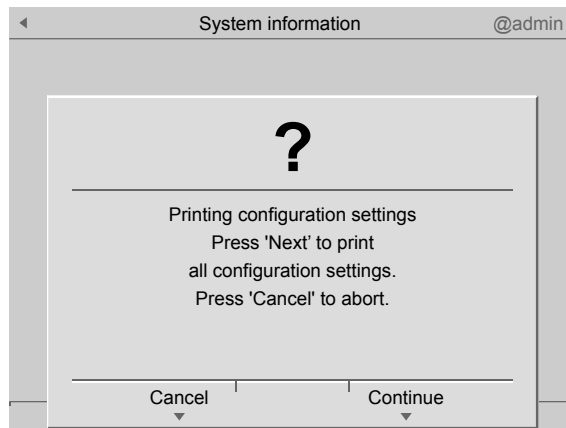 System information @admin
?
Printing configuration settings
Press 'Next’ to print
all configuration settings.
Press 'Cancel' to abort.
Cancel Continue